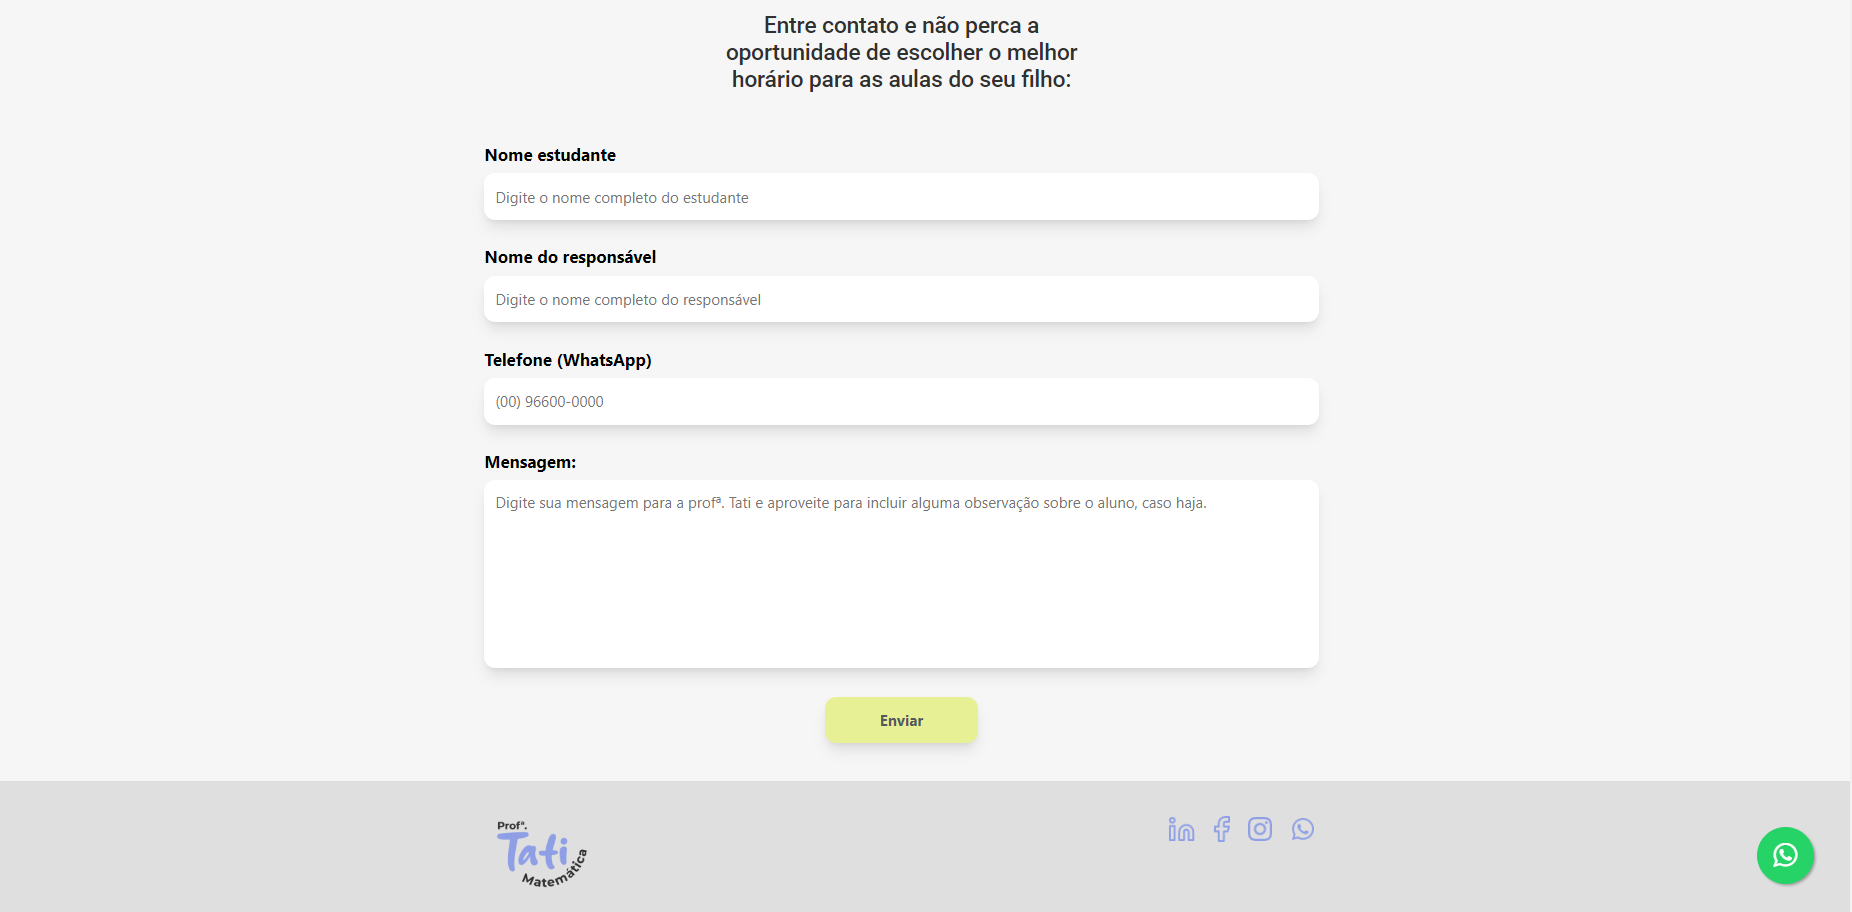 Entre contato e não perca a
oportunidade de escolher o melhor
horário para as aulas do seu filho:
Nome estudante
Digite o nome completo do estudante
Nome do responsável
Digite o nome completo do responsável
Telefone (WhatsApp)
(00) 96600-0000
Mensagem:
Digite sua mensagem para a profª. Tati e aproveite para incluir alguma observação sobre o aluno, caso haja.
Enviar
Profª.
Tati
Matemática